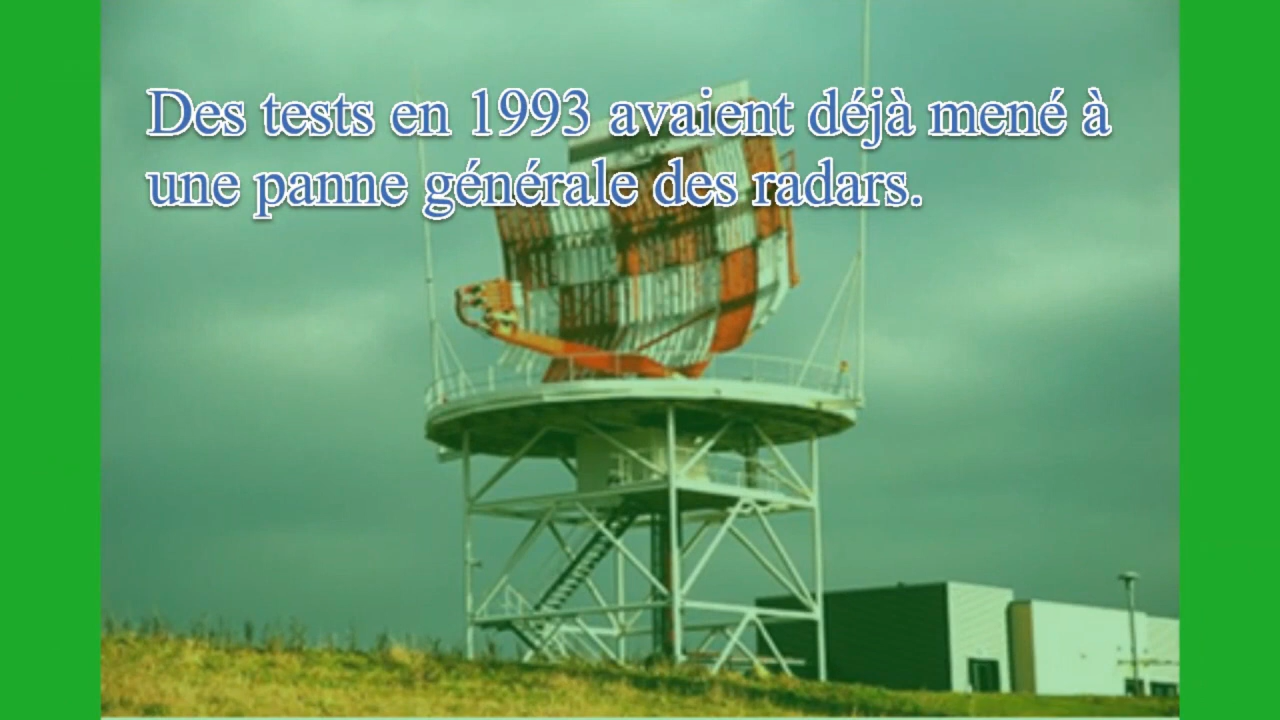 Des tests en 1993 avaient déjà mené à
une panne générale des radars.